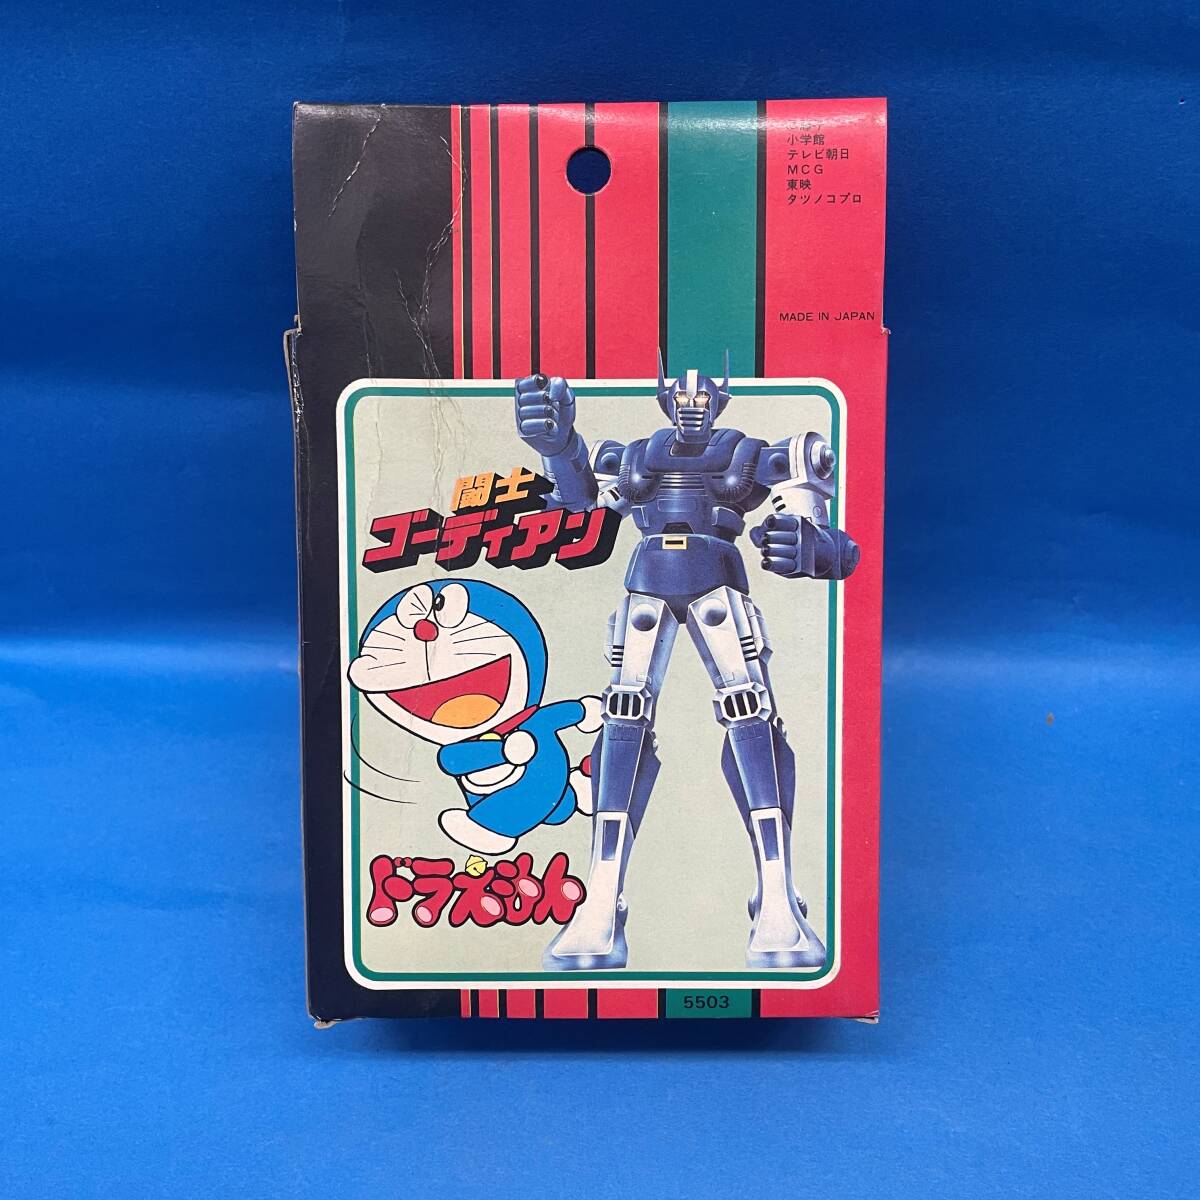 小学館
テレビ朝日
MCG
東映
タツノコプロ
MADE IN JAPAN
闘士
ゴーディアン
ドラえもん
5503